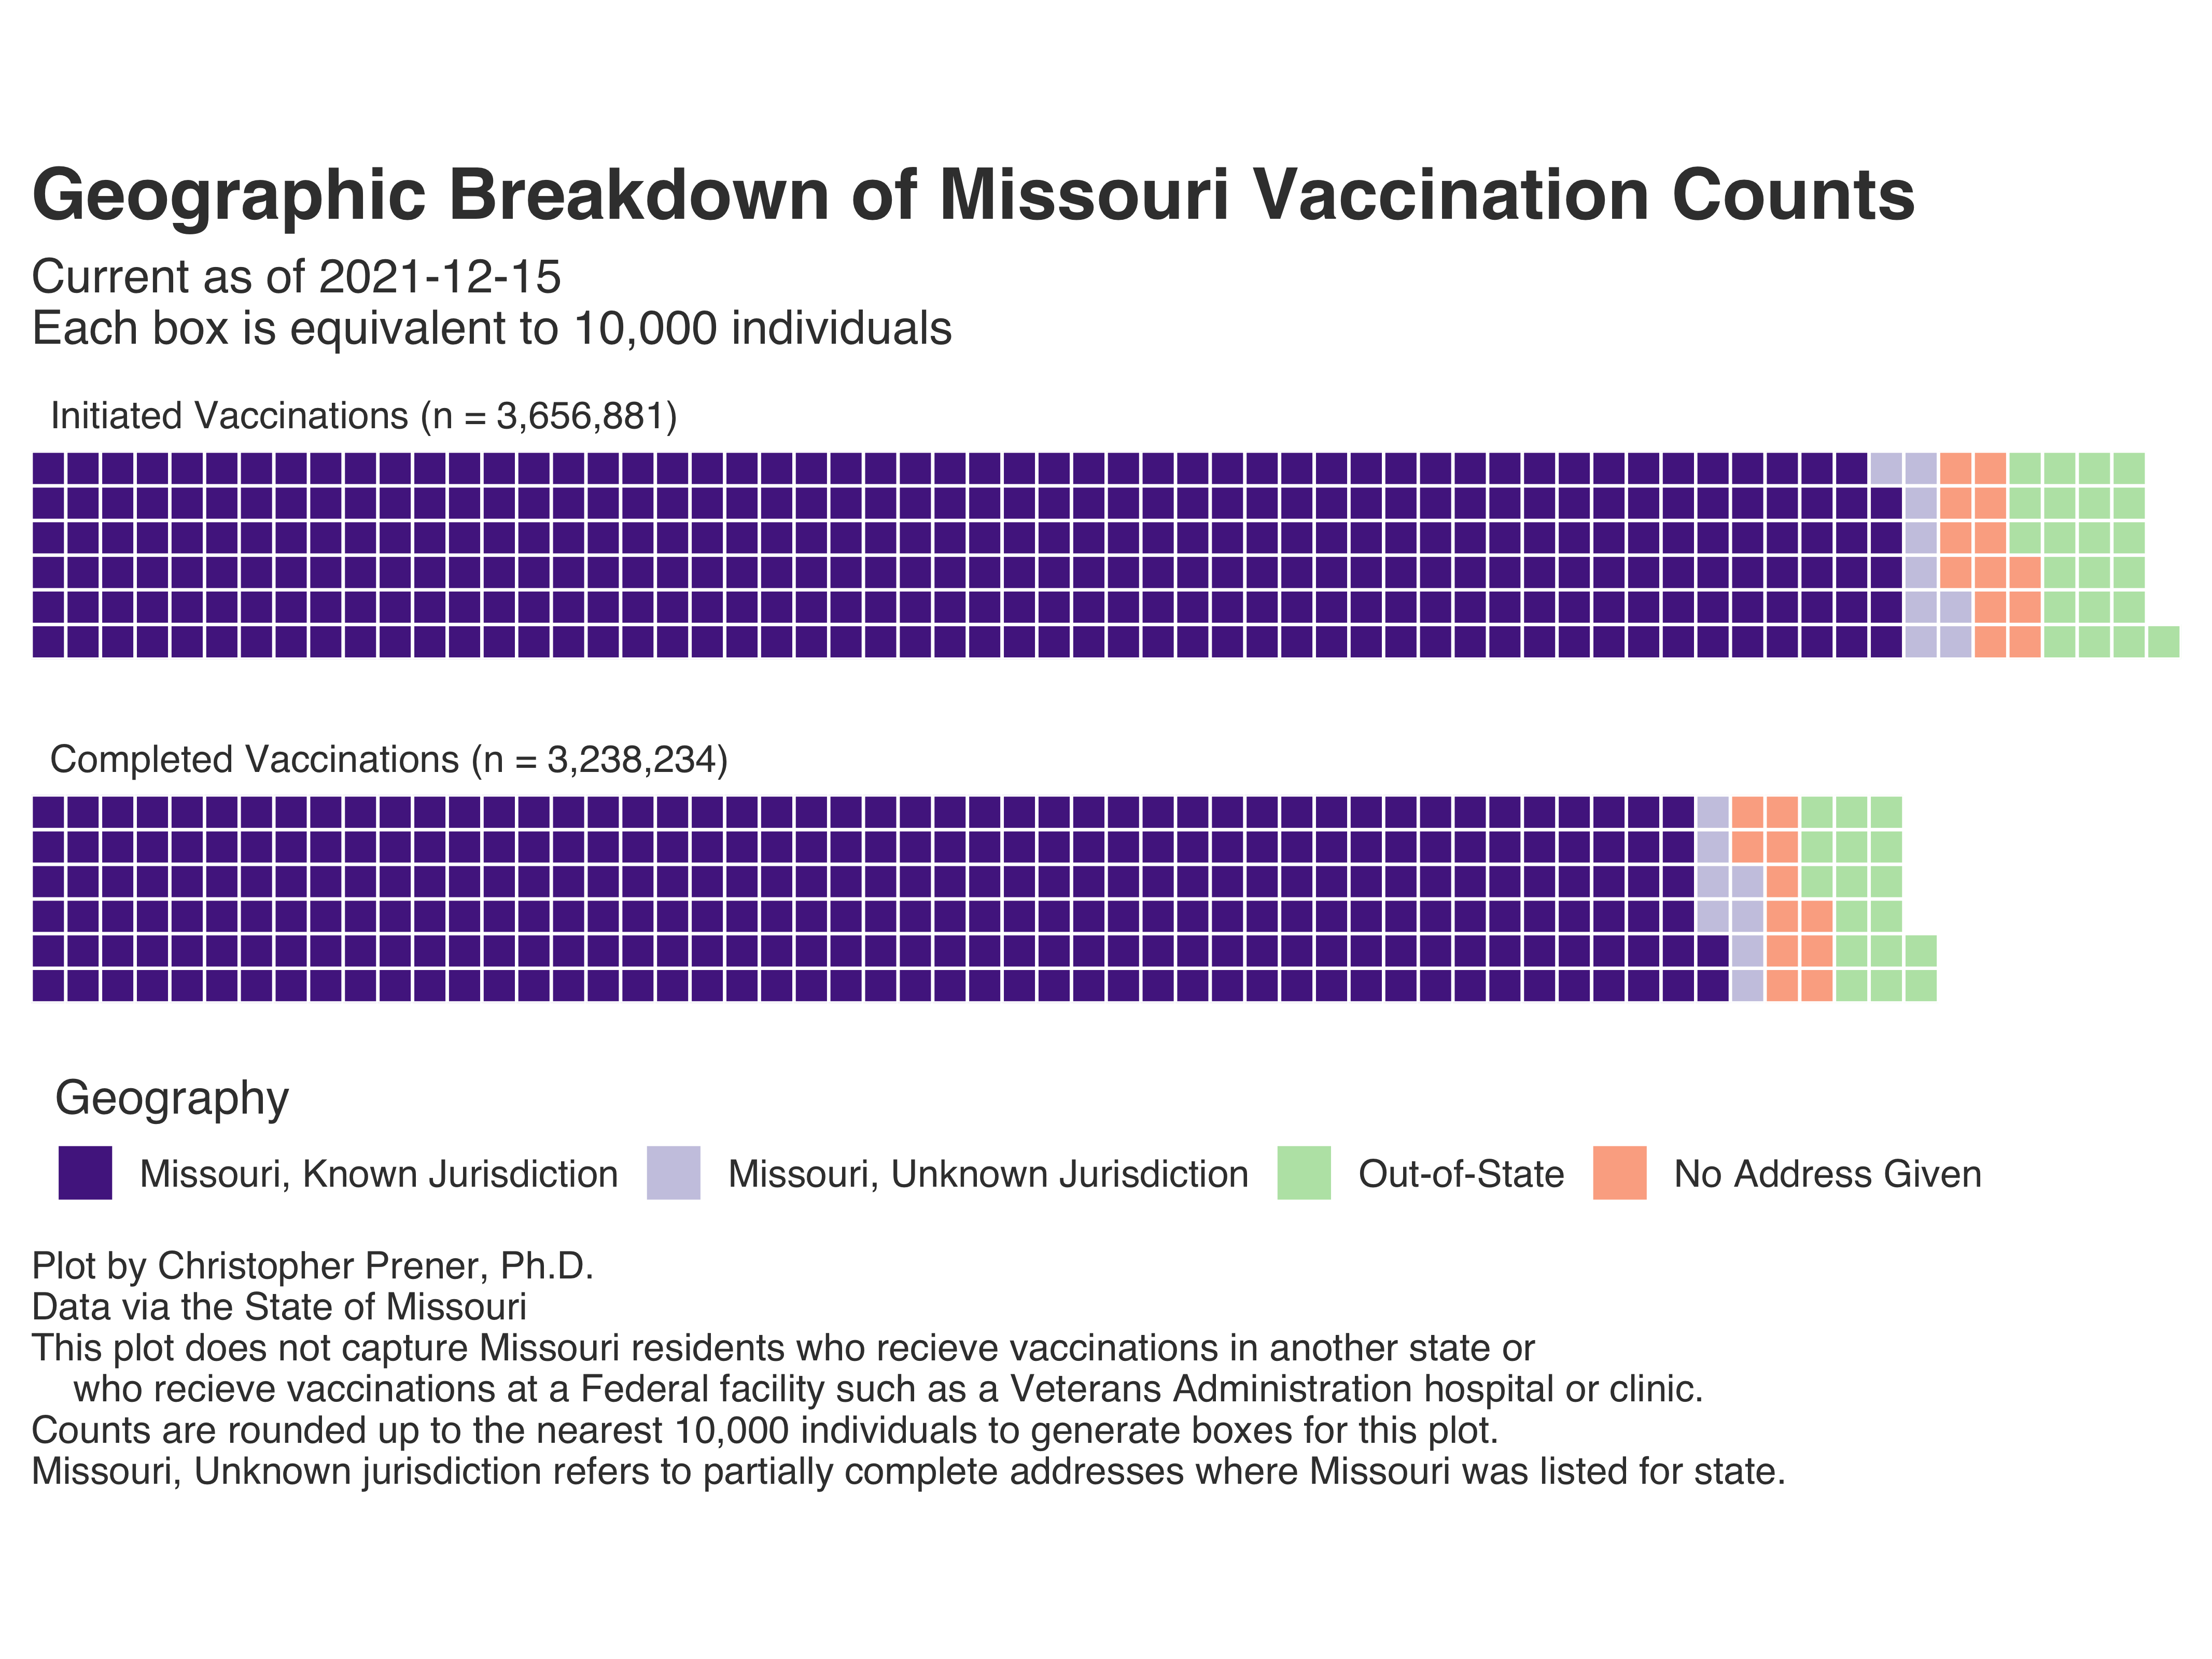 Geographic Breakdown of Missouri Vaccination Counts
Current as of 2021-12-15
Each box is equivalent to 10,000 individuals
Initiated Vaccinations (n = 3,656,881)
Completed Vaccinations (n = 3,238,234)
Geography
Missouri, Known Jurisdiction Missouri, Unknown Jurisdiction Out-of-State No Address Given
Plot by Christopher Prener, Ph.D.
Data via the State of Missouri
This plot does not capture Missouri residents who recieve vaccinations in another state or
who recieve vaccinations at a Federal facility such as a Veterans Administration hospital or clinic.
Counts are rounded up to the nearest 10,000 individuals to generate boxes for this plot.
Missouri, Unknown jurisdiction refers to partially complete addresses where Missouri was listed for state.